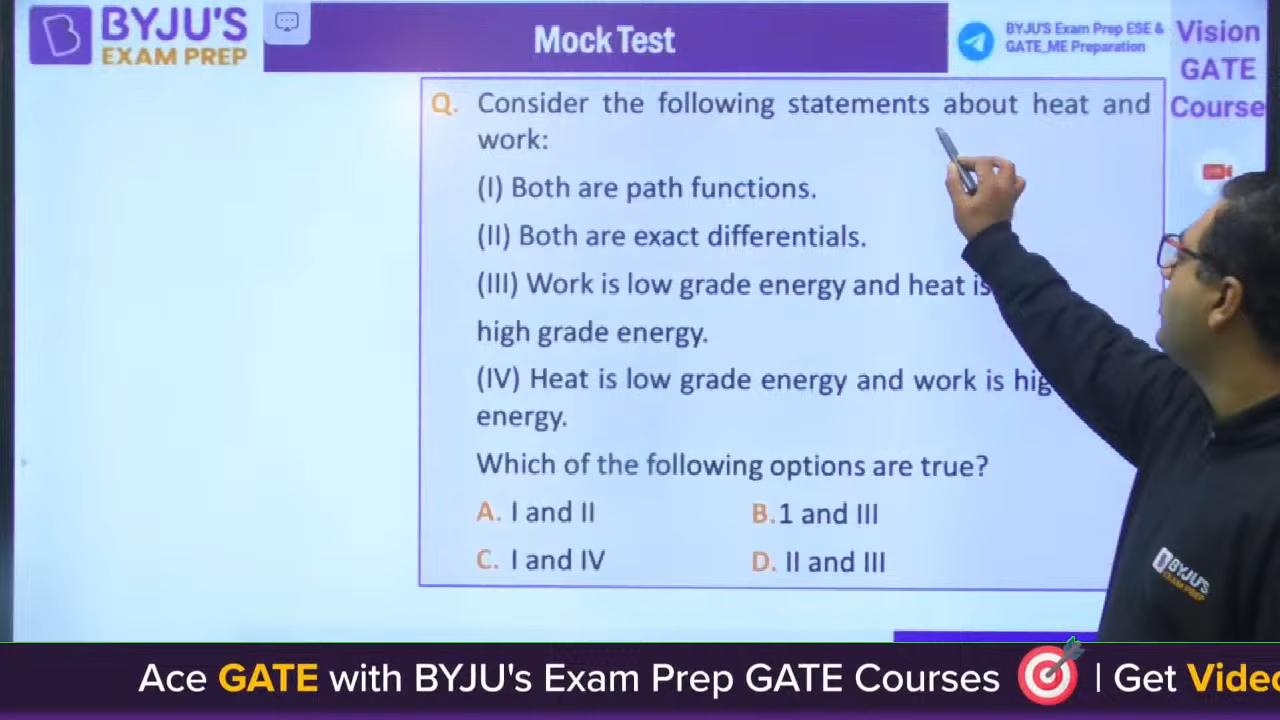 BYJU'S
EXAM PREP
Mock Test
BYJU'S Exam Prep ESE &
GATE_ME Preparation
Vision
GATE
Course
Q. Consider the following statements about heat and
work:
(I) Both are path functions.
(II) Both are exact differentials.
(III) Work is low grade energy and heat is
high grade energy.
(IV) Heat is low grade energy and work is
energy.
Which of the following options are true?
A. I and II
B. 1 and III
C. I and IV
D. II and III
BYJU'S
EXAM PREP
Ace GATE with BYJU's Exam Prep GATE Courses | Get